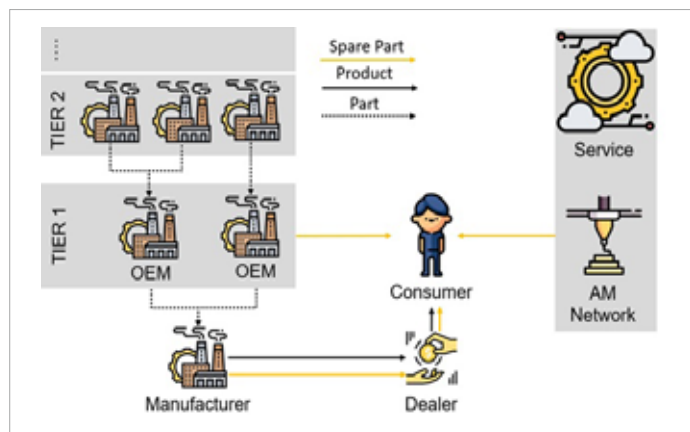 ....
TIER 2
TIER 1
OEM
OEM
Manufacturer
Spare Part
Product
Part
Consumer
Dealer
Service
AM
Network